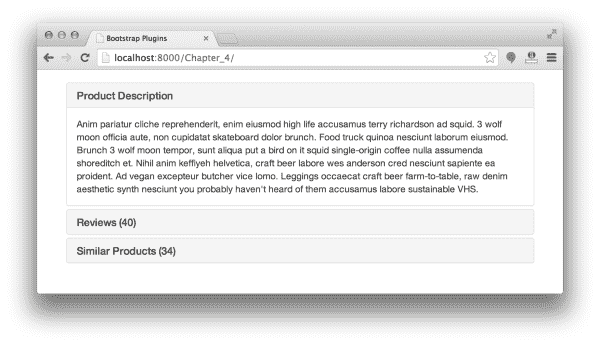 Bootstrap Plugins
localhost:8000/Chapter_4/
Product Description
Anim pariatur cliche reprehenderit, enim eiusmod high life accusamus terry richardson ad squid. 3 wolf
moon officia aute, non cupidatat skateboard dolor brunch. Food truck quinoa nesciunt laborum eiusmod.
Brunch 3 wolf moon tempor, sunt aliqua put a bird on it squid single-origin coffee nulla assumenda
shoreditch et. Nihil anim keffiyeh helvetica, craft beer labore wes anderson cred nesciunt sapiente ea
proident. Ad vegan excepteur butcher vice lomo. Leggings occaecat craft beer farm-to-table, raw denim
aesthetic synth nesciunt you probably haven't heard of them accusamus labore sustainable VHS.
Reviews (40)
Similar Products (34)